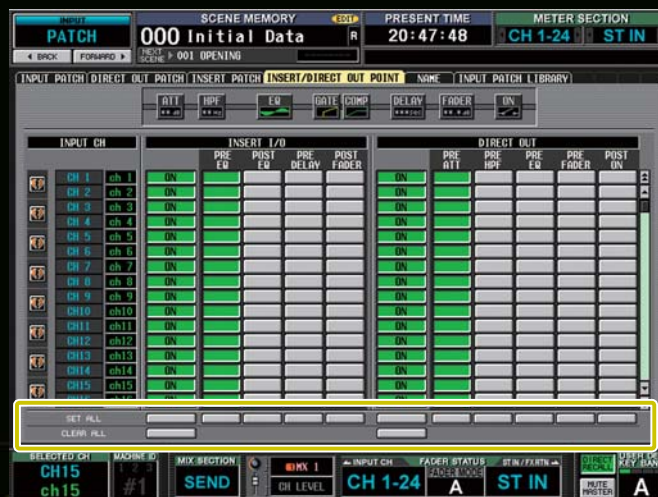 INPUT
PATCH
SCENE MEMORY
EDIT
PRESENT TIME
METER SECTION
000 Initial Data
R
20:47:48
CH 1-24
ST IN
BACK
FORWARD
NEXT SCENE
001 OPENING
INPUT PATCH
DIRECT OUT PATCH
INSERT PATCH
INSERT/DIRECT OUT POINT
NAME
INPUT PATCH LIBRARY
ATT
HPF
EQ
GATE
COMP
DELAY
FADER
ON
INPUT CH
INSERT I/O
DIRECT OUT
PRE EQ
POST EQ
PRE DELAY
POST FADER
PRE ATT
PRE HPF
PRE EQ
PRE FADER
POST ON
CH 1 ch 1 ON ON
CH 2 ch 2 ON ON
CH 3 ch 3 ON ON
CH 4 ch 4 ON ON
CH 5 ch 5 ON ON
CH 6 ch 6 ON ON
CH 7 ch 7 ON ON
CH 8 ch 8 ON ON
CH 9 ch 9 ON ON
CH10 ch10 ON ON
CH11 ch11 ON ON
CH12 ch12 ON ON
CH13 ch13 ON ON
CH14 ch14 ON ON
CH15 ch15 ON ON
SET ALL
CLEAR ALL
SELECTED CH
CH15
ch15
MACHINE ID
1 2 3
#1
MIX SECTION
SEND
MX 1
CH LEVEL
INPUT CH
FADER STATUS
ST IN/FXRTN
CH 1-24
FADER MODE
A
ST IN
DIRECT RECALL
MUTE MASTER
KEY BAN
A